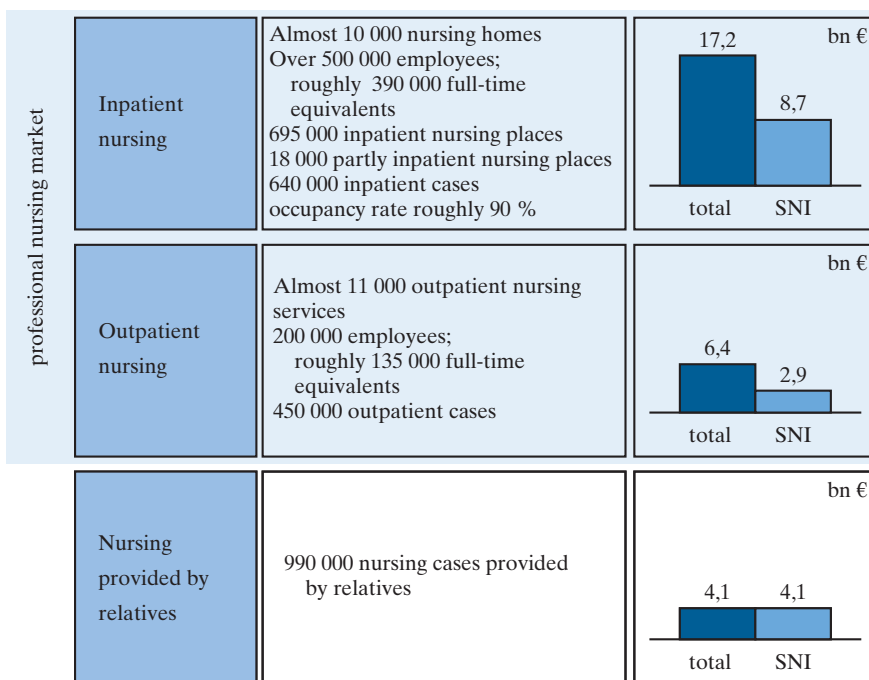 professional nursing market
Inpatient
nursing
Almost 10 000 nursing homes
Over 500 000 employees;
roughly 390 000 full-time
equivalents
695 000 inpatient nursing places
18 000 partly inpatient nursing places
640 000 inpatient cases
occupancy rate roughly 90 %
bn €
17,2
8,7
total SNI
Outpatient
nursing
Almost 11 000 outpatient nursing
services
200 000 employees;
roughly 135 000 full-time
equivalents
450 000 outpatient cases
bn €
6,4
2,9
total SNI
Nursing
provided by
relatives
990 000 nursing cases provided
by relatives
bn €
4,1 4,1
total SNI